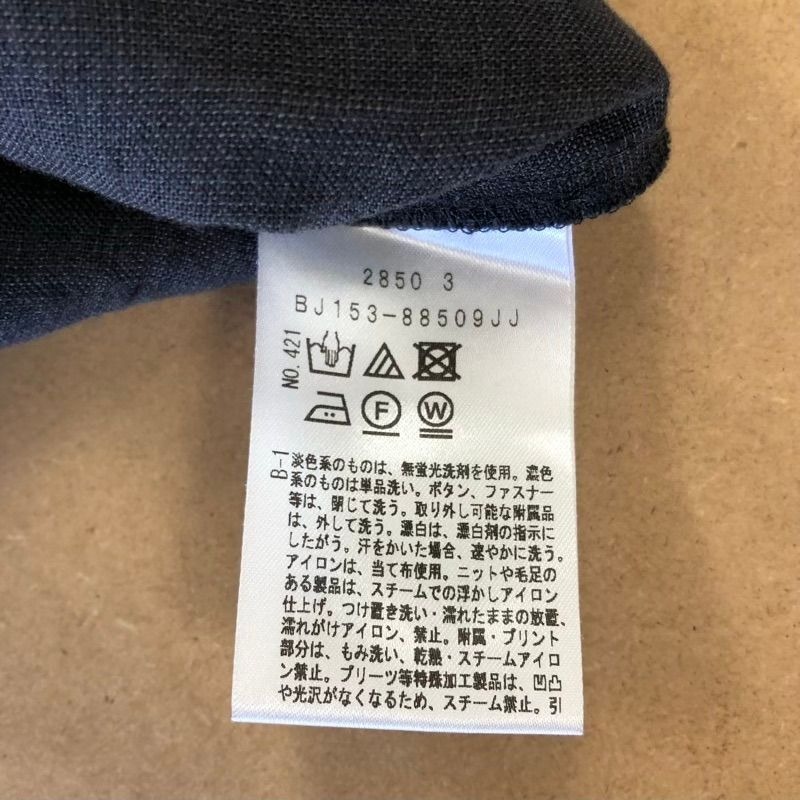 2850 3
BJ153-88509JJ
NO. 421
F W
B-1
淡色系のものは、無蛍光洗剤を使用。濃色
系のものは単品洗い。ボタン、ファスナー
等は、閉じて洗う。取り外し可能な附属品
は、外して洗う。漂白は、漂白剤の指示に
したがう。汗をかいた場合、速やかに洗う。
アイロンは、当て布使用。ニットや毛足の
ある製品は、スチームでの浮かしアイロン
仕上げ。つけ置き洗い・濡れたままの放置、
濡れがけアイロン、禁止。附属・プリント
部分は、もみ洗い、乾熱・スチームアイロ
ン禁止。プリーツ等特殊加工製品は、凹凸
や光沢がなくなるため、スチーム禁止。引